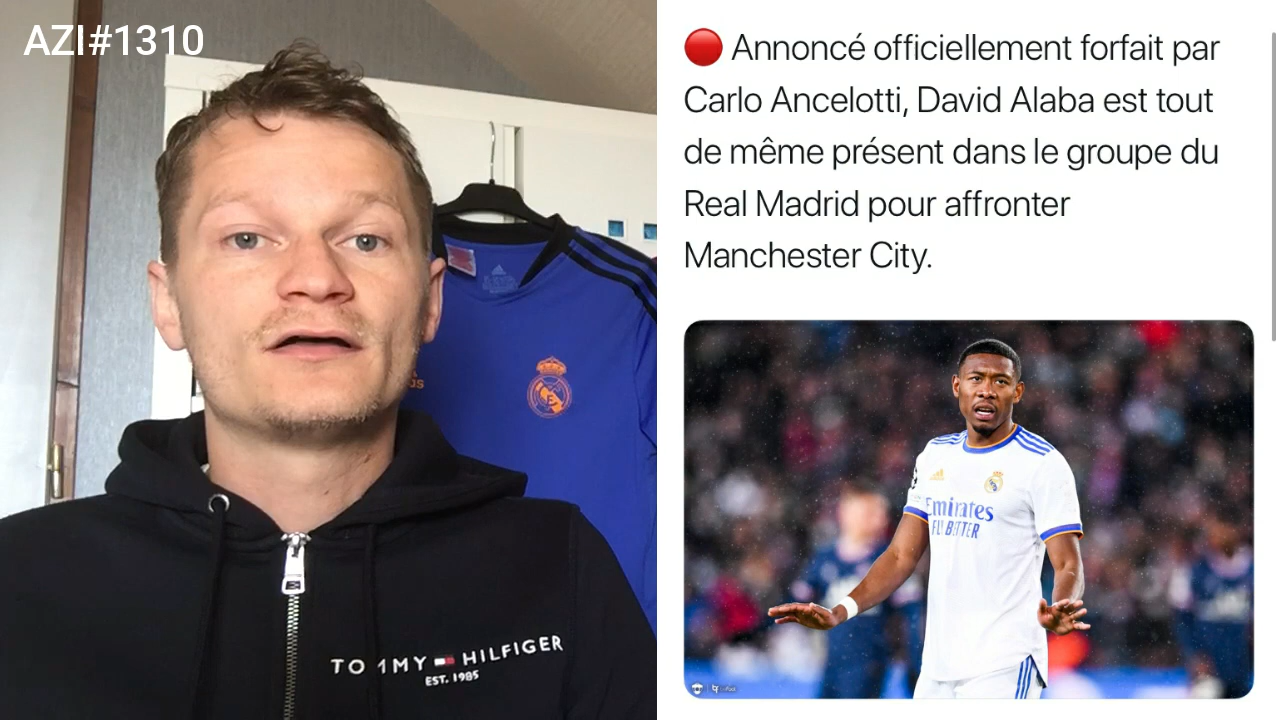 AZI#1310
🔴 Annoncé officiellement forfait par
Carlo Ancelotti, David Alaba est tout
de même présent dans le groupe du
Real Madrid pour affronter
Manchester City.
TOMMY HILFIGER
EST. 1985
Emirates
FLY BETTER